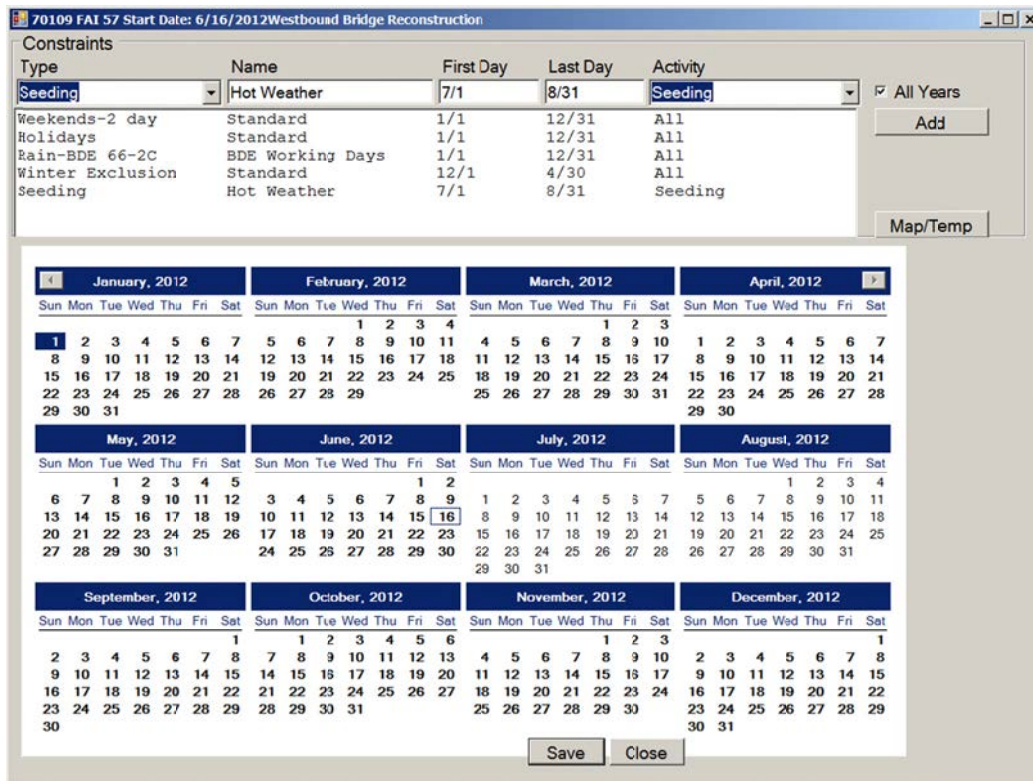 70109 FAI 57 Start Date: 6/16/2012Westbound Bridge Reconstruction
Constraints
Type Name First Day Last Day Activity
Seeding Hot Weather 7/1 8/31 Seeding All Years
Weekends-2 day Standard 1/1 12/31 All
Holidays Standard 1/1 12/31 All
Rain-BDE 66-2C BDE Working Days 1/1 12/31 All
Winter Exclusion Standard 12/1 4/30 All
Seeding Hot Weather 7/1 8/31 Seeding
Add
Map/Temp
January, 2012 February, 2012 March, 2012 April, 2012
Sun Mon Tue Wed Thu Fri Sat Sun Mon Tue Wed Thu Fri Sat Sun Mon Tue Wed Thu Fri Sat Sun Mon Tue Wed Thu Fri Sat
1 2 3 4 1 2 3
1 2 3 4 5 6 7 5 6 7 8 9 10 11 4 5 6 7 8 9 10 1 2 3 4 5 6 7
8 9 10 11 12 13 14 12 13 14 15 16 17 18 11 12 13 14 15 16 17 8 9 10 11 12 13 14
15 16 17 18 19 20 21 19 20 21 22 23 24 25 18 19 20 21 22 23 24 15 16 17 18 19 20 21
22 23 24 25 26 27 28 26 27 28 29 25 26 27 28 29 30 31 22 23 24 25 26 27 28
29 30 31 29 30
May, 2012 June, 2012 July, 2012 August, 2012
Sun Mon Tue Wed Thu Fri Sat Sun Mon Tue Wed Thu Fri Sat Sun Mon Tue Wed Thu Fri Sat Sun Mon Tue Wed Thu Fri Sat
1 2 3 4 5 1 2 1 2 3 4
6 7 8 9 10 11 12 3 4 5 6 7 8 9 1 2 3 4 5 6 7 5 6 7 8 9 10 11
13 14 15 16 17 18 19 10 11 12 13 14 15 16 8 9 10 11 12 13 14 12 13 14 15 16 17 18
20 21 22 23 24 25 26 17 18 19 20 21 22 23 15 16 17 18 19 20 21 19 20 21 22 23 24 25
27 28 29 30 31 24 25 26 27 28 29 30 22 23 24 25 26 27 28 26 27 28 29 30 31
29 30 31
September, 2012 October, 2012 November, 2012 December, 2012
Sun Mon Tue Wed Thu Fri Sat Sun Mon Tue Wed Thu Fri Sat Sun Mon Tue Wed Thu Fri Sat Sun Mon Tue Wed Thu Fri Sat
1 1 2 3 4 5 6 1 2 3 1
2 3 4 5 6 7 8 7 8 9 10 11 12 13 4 5 6 7 8 9 10 2 3 4 5 6 7 8
9 10 11 12 13 14 15 14 15 16 17 18 19 20 11 12 13 14 15 16 17 9 10 11 12 13 14 15
16 17 18 19 20 21 22 21 22 23 24 25 26 27 18 19 20 21 22 23 24 16 17 18 19 20 21 22
23 24 25 26 27 28 29 28 29 30 31 25 26 27 28 29 30 23 24 25 26 27 28 29
30 30 31
Save Close